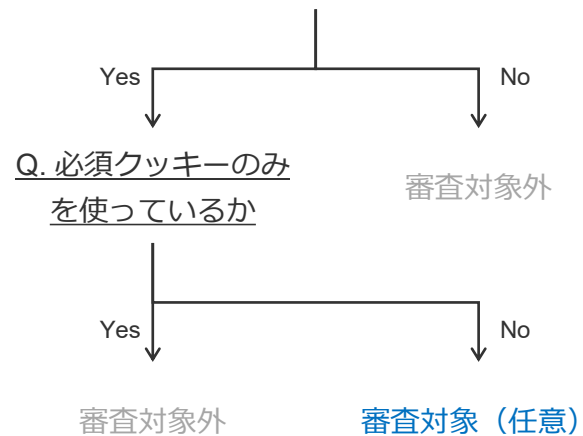 Yes
No
Q. 必須クッキーのみ
を使っているか
審査対象外
Yes
No
審査対象外
審査対象（任意）